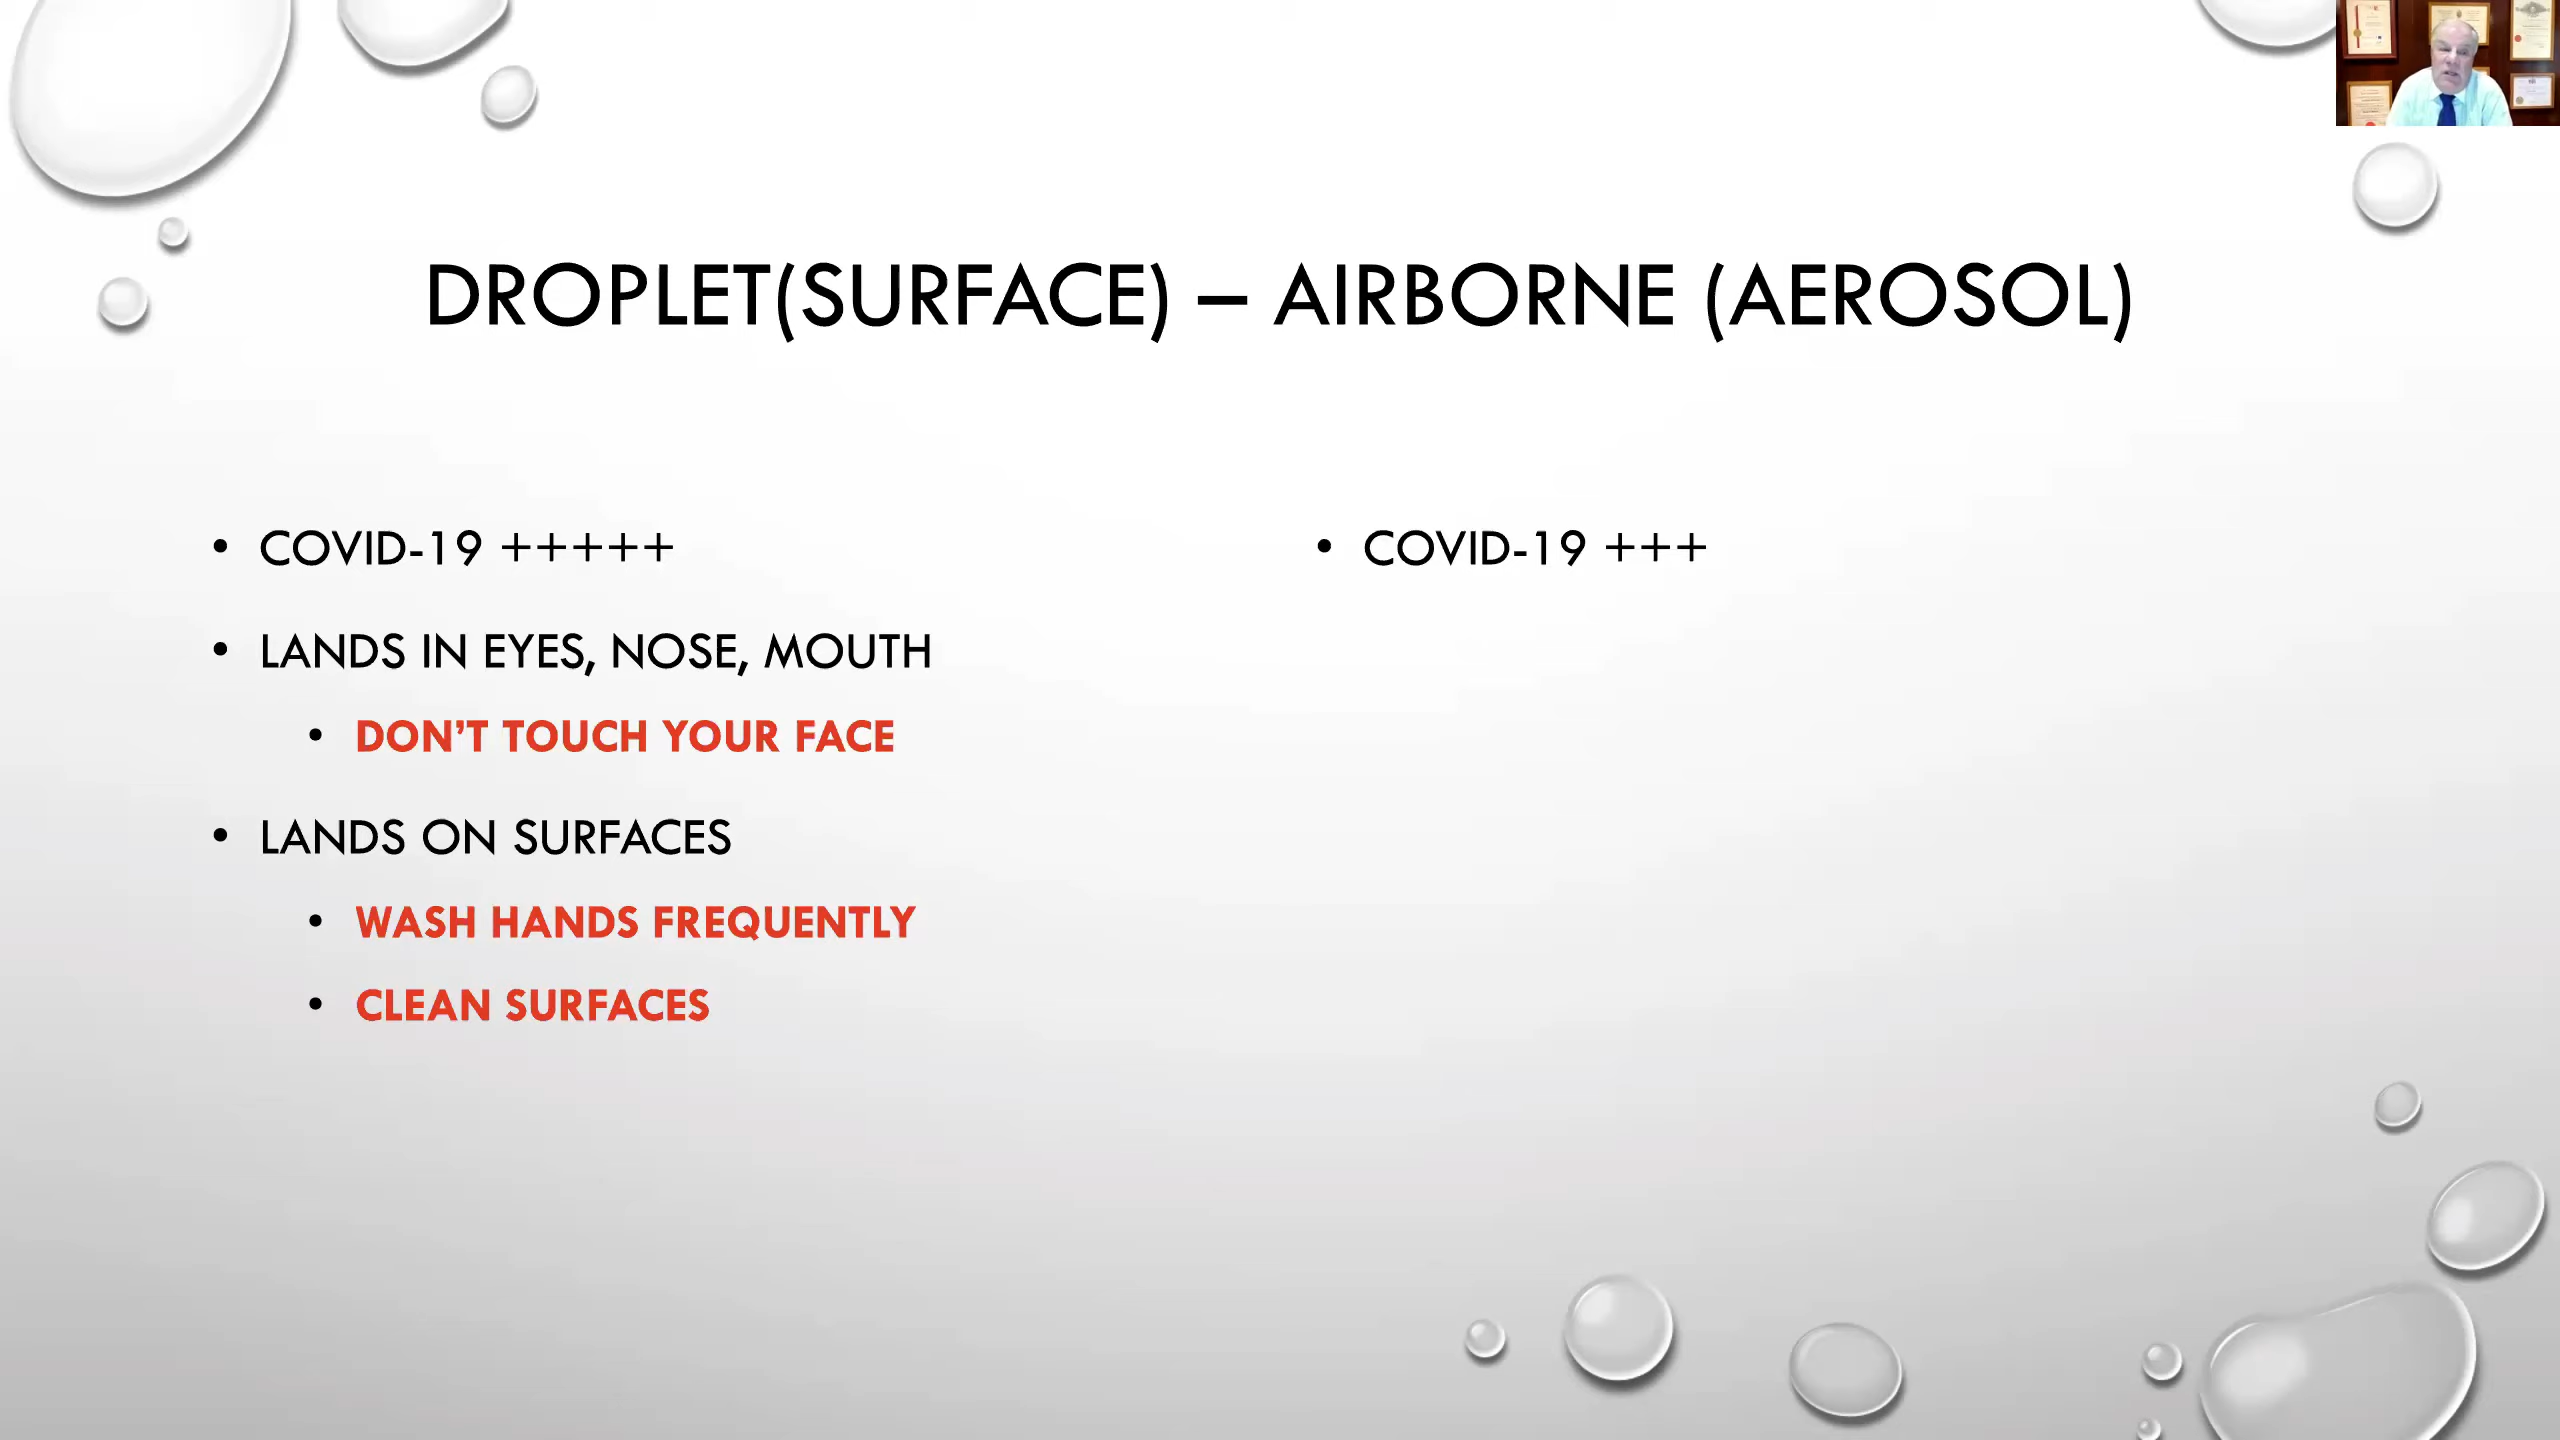 DROPLET(SURFACE) – AIRBORNE (AEROSOL)
• COVID-19 +++++
• LANDS IN EYES, NOSE, MOUTH
• DON’T TOUCH YOUR FACE
• LANDS ON SURFACES
• WASH HANDS FREQUENTLY
• CLEAN SURFACES
• COVID-19 +++